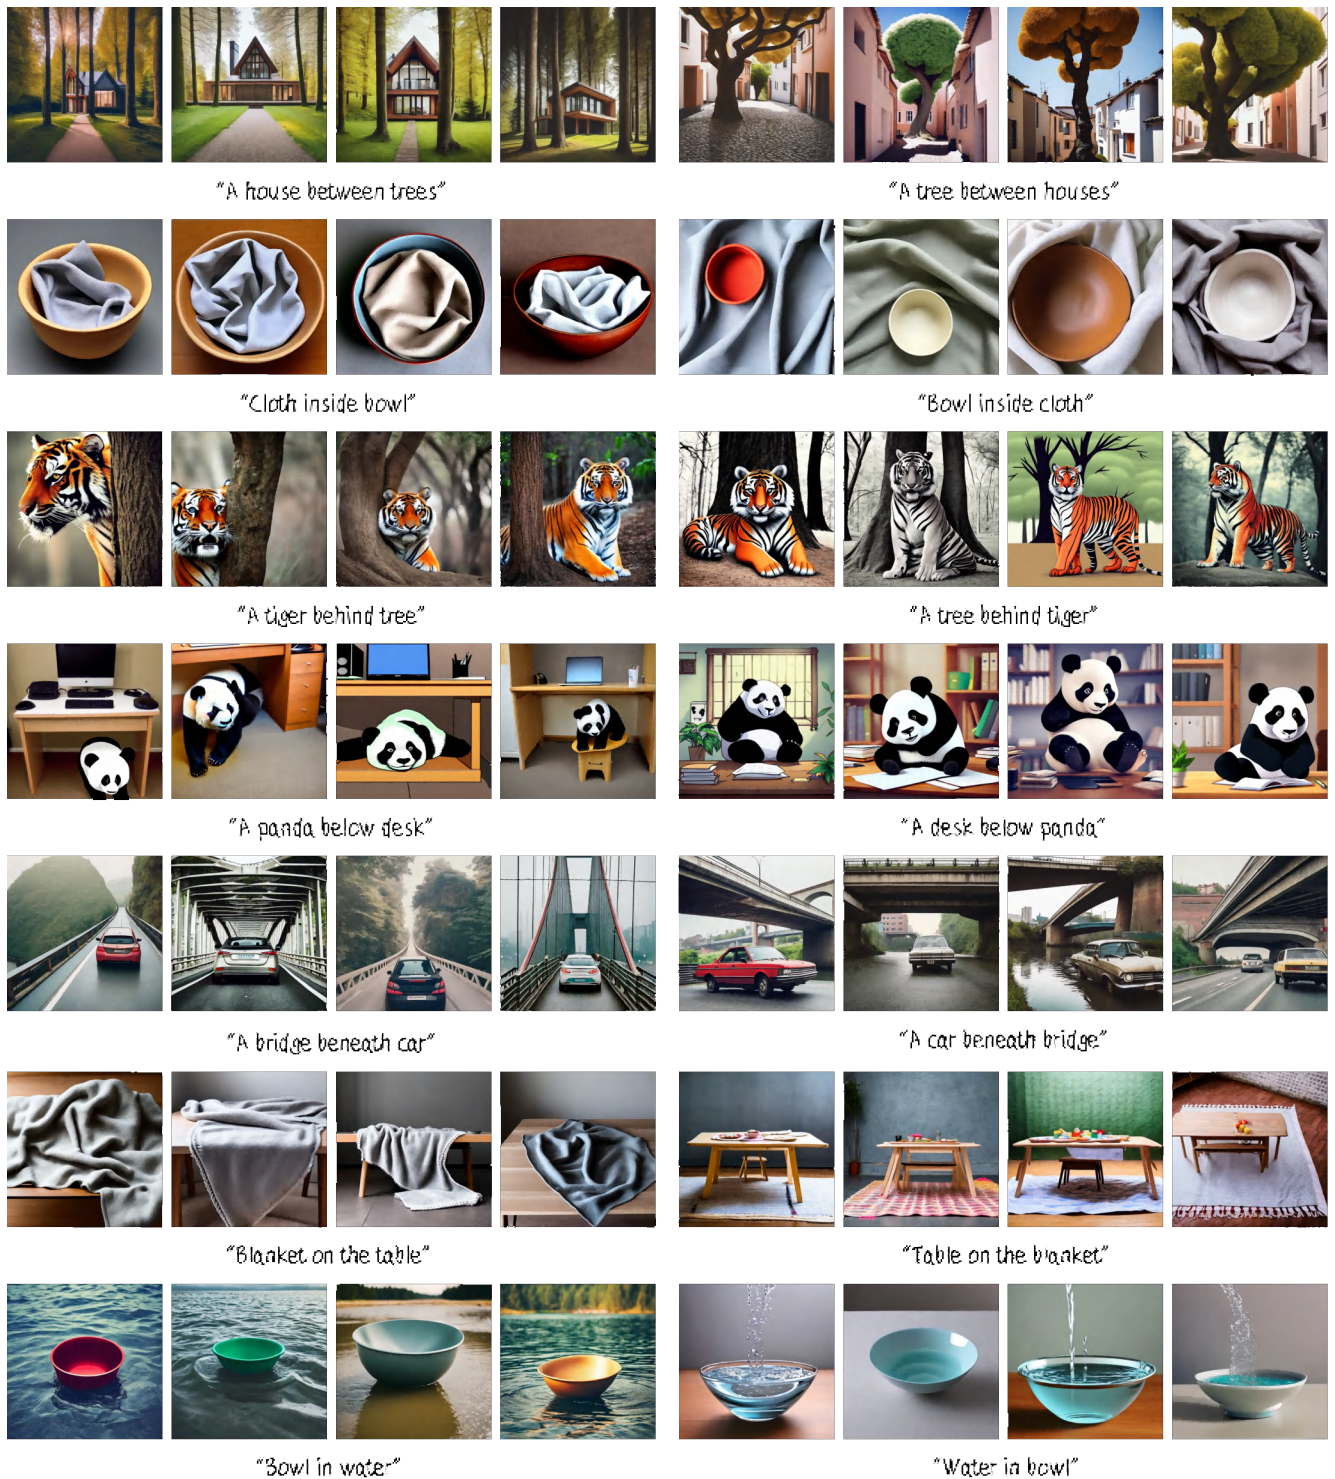 "A house between trees"
"A tree between houses"
"Cloth inside bowl"
"Bowl inside cloth"
"A tiger behind tree"
"A tree behind tiger"
"A panda below desk"
"A desk below panda"
"A bridge beneath car"
"A car beneath bridge"
"Blanket on the table"
"Table on the blanket"
"Bowl in water"
"Water in bowl"